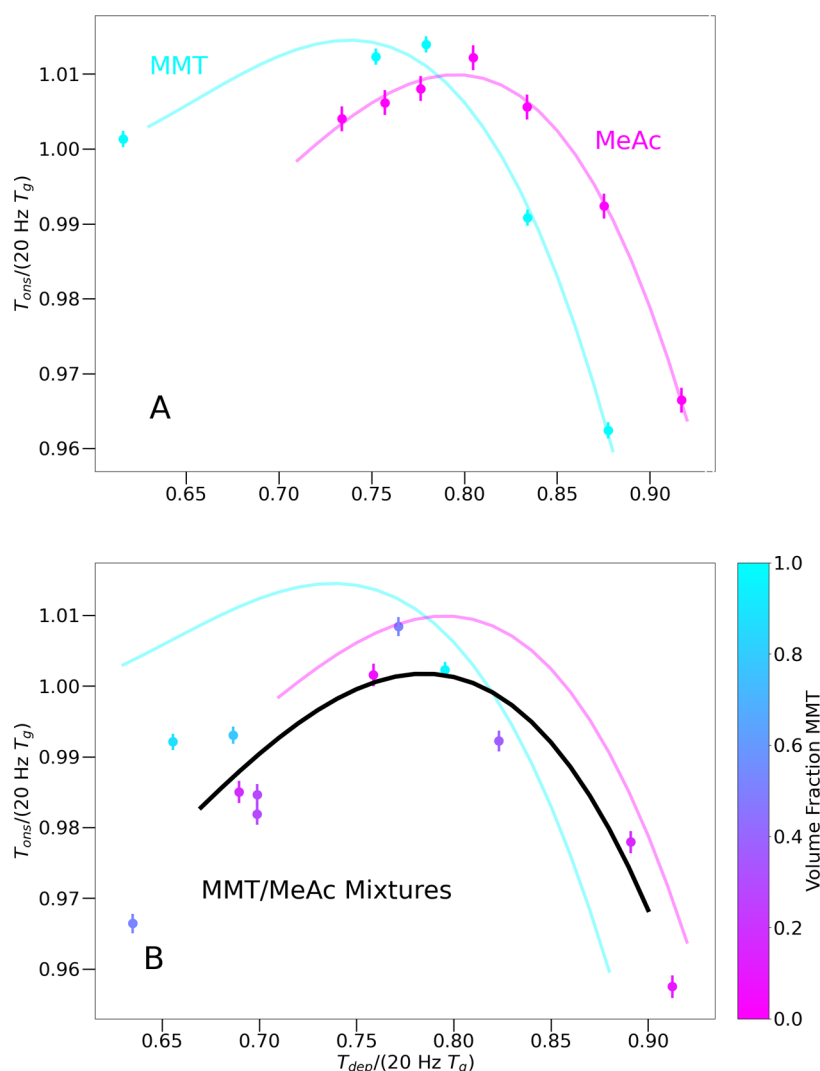 MMT
MeAc
A
T_ons/(20 Hz T_g)
1.01
1.00
0.99
0.98
0.97
0.96
0.65 0.70 0.75 0.80 0.85 0.90
MMT/MeAc Mixtures
B
T_ons/(20 Hz T_g)
1.01
1.00
0.99
0.98
0.97
0.96
0.65 0.70 0.75 0.80 0.85 0.90
T_dep/(20 Hz T_g)
1.0
0.8
0.6
0.4
0.2
0.0
Volume Fraction MMT